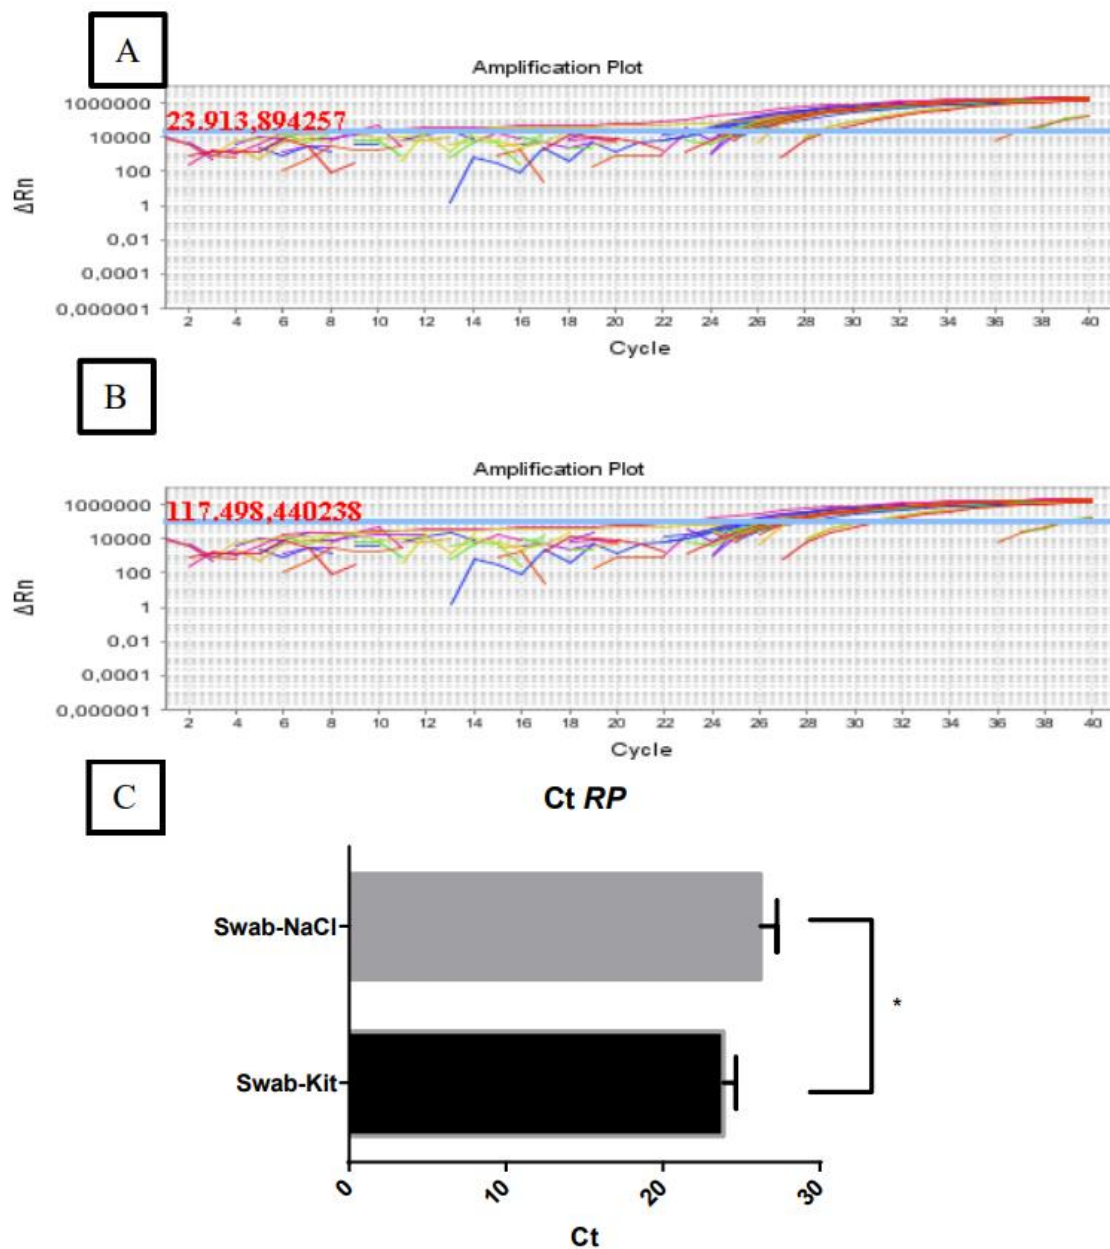 A
Amplification Plot
1000000
23.913,894257
10000
100
1
0,01
0,0001
0,000001
ΔRn
2 4 6 8 10 12 14 16 18 20 22 24 26 28 30 32 34 36 38 40
Cycle
B
Amplification Plot
1000000
117.498,440238
10000
100
1
0,01
0,0001
0,000001
ΔRn
2 4 6 8 10 12 14 16 18 20 22 24 26 28 30 32 34 36 38 40
Cycle
C
Ct RP
Swab-NaCl
*
Swab-Kit
0 10 20 30
Ct